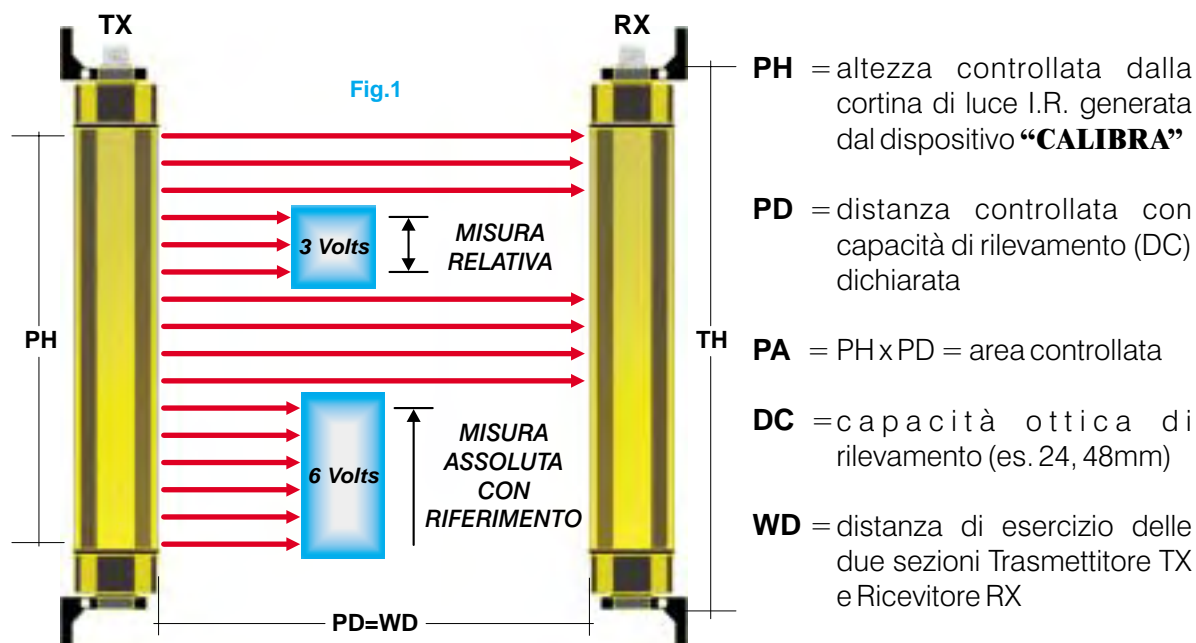 TX
RX
Fig.1
3 Volts
MISURA
RELATIVA
PH
TH
6 Volts
MISURA
ASSOLUTA
CON
RIFERIMENTO
PD=WD
PH = altezza controllata dalla
cortina di luce I.R. generata
dal dispositivo “CALIBRA”
PD = distanza controllata con
capacità di rilevamento (DC)
dichiarata
PA = PH x PD = area controllata
DC = capacità ottica di
rilevamento (es. 24, 48mm)
WD = distanza di esercizio delle
due sezioni Trasmettitore TX
e Ricevitore RX